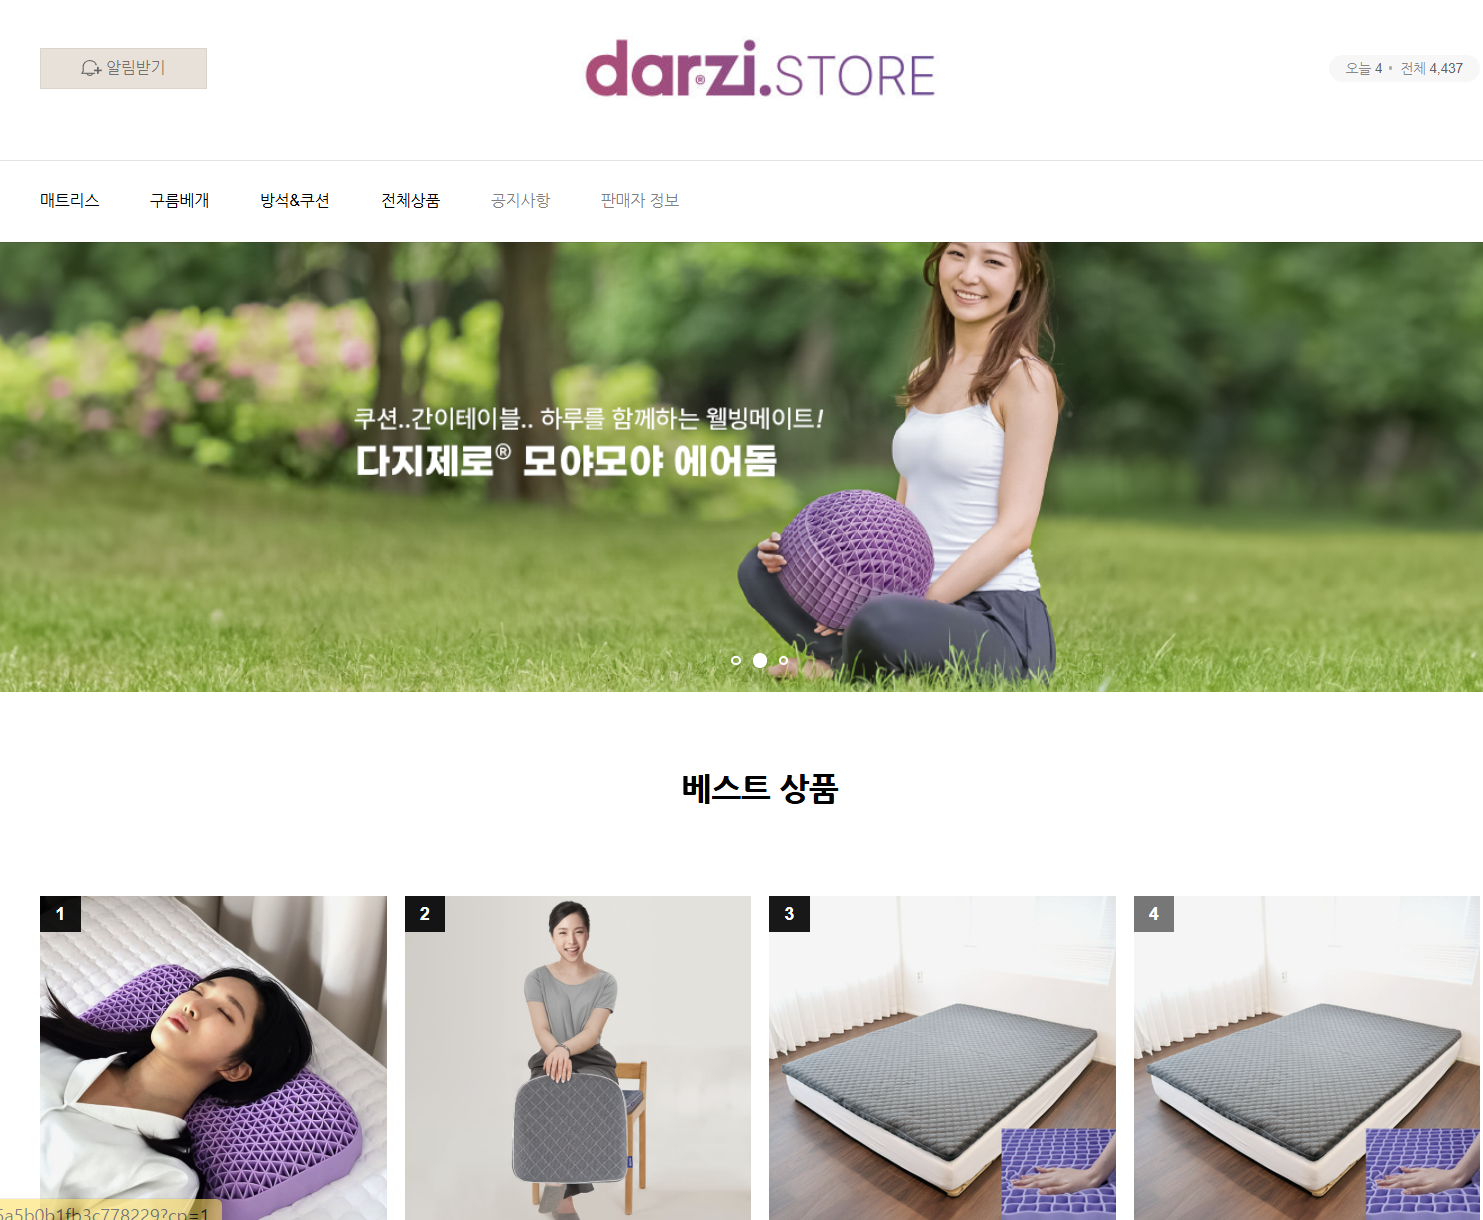 알림받기
darzi.STORE
오늘 4 • 전체 4,437
매트리스 구름베개 방석&쿠션 전체상품 공지사항 판매자 정보
쿠션..간이테이블.. 하루를 함께하는 웰빙메이트!
다지제로® 모야모야 에어돔
베스트 상품
1
2
3
4
5a5b0b1fb3c778229?cp=1